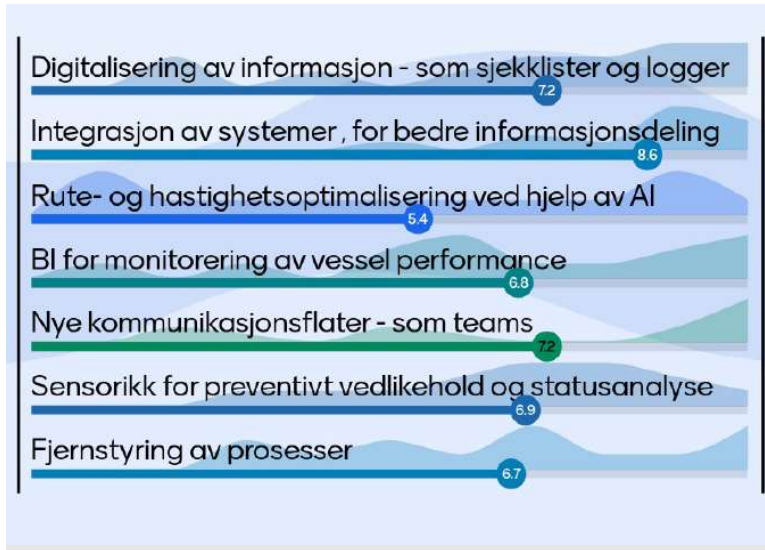 Digitalisering av informasjon - som sjekklister og logger
7.2
Integrasjon av systemer , for bedre informasjonsdeling
8.6
Rute- og hastighetsoptimalisering ved hjelp av AI
5.4
BI for monitorering av vessel performance
6.8
Nye kommunikasjonsflater - som teams
7.2
Sensorikk for preventivt vedlikehold og statusanalyse
6.9
Fjernstyring av prosesser
6.7